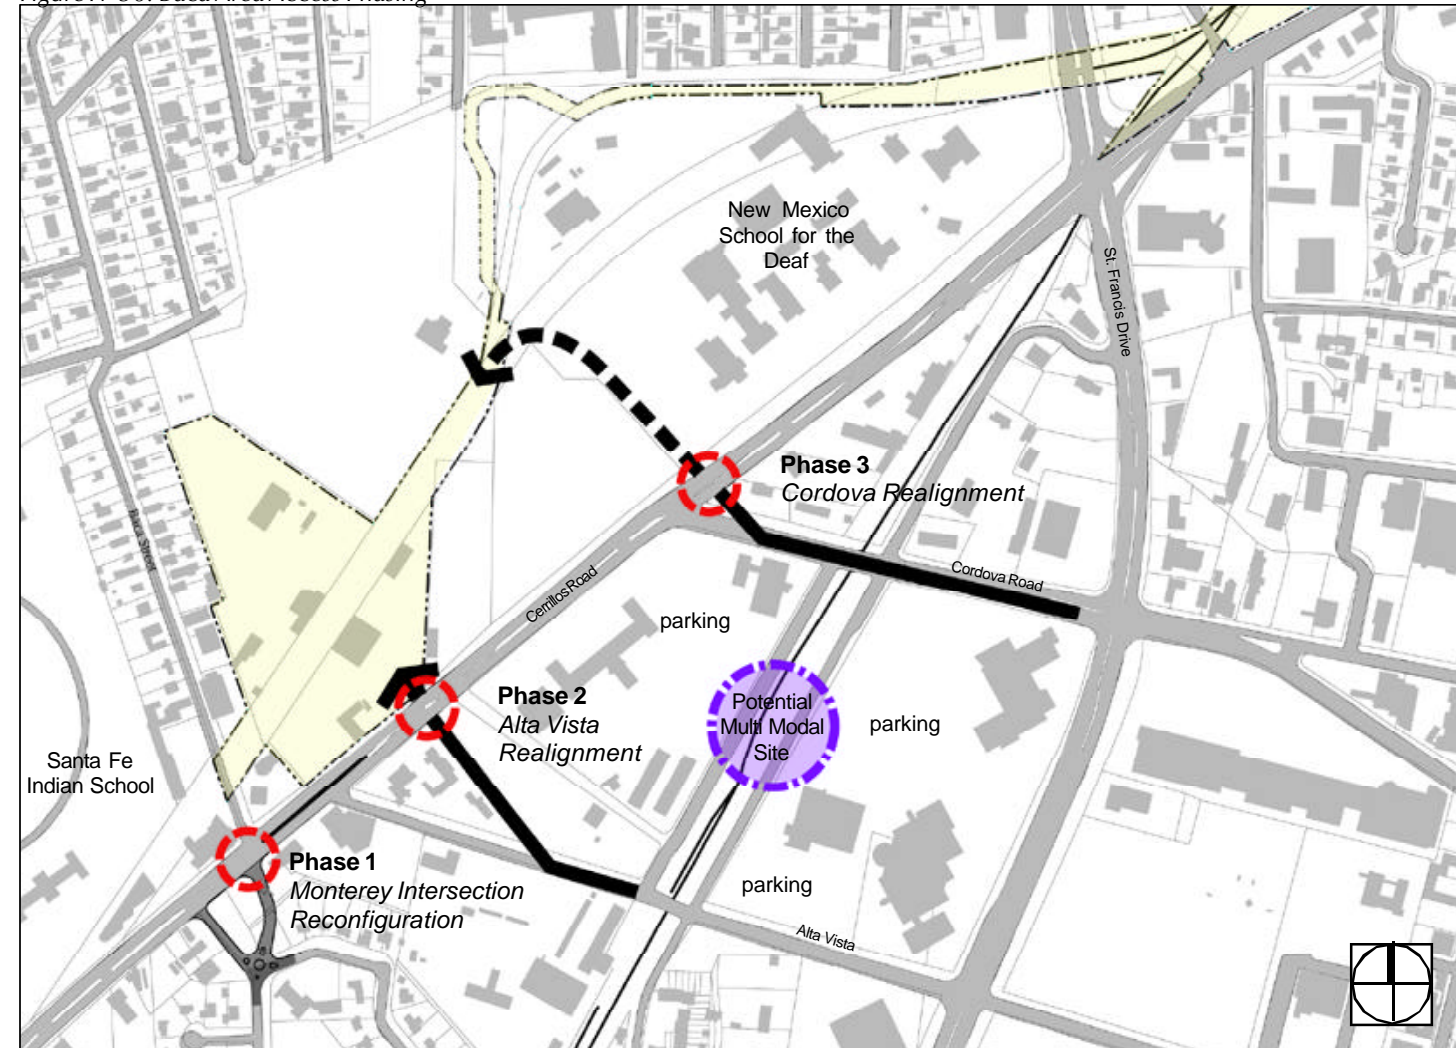 New Mexico
School for the
Deaf
St. Francis Drive
Phase 3
Cordova Realignment
Cordova Road
Cerrillos Road
parking
Phase 2
Alta Vista
Realignment
Potential
Multi Modal
Site
parking
Santa Fe
Indian School
Phase 1
Monterey Intersection
Reconfiguration
parking
Alta Vista